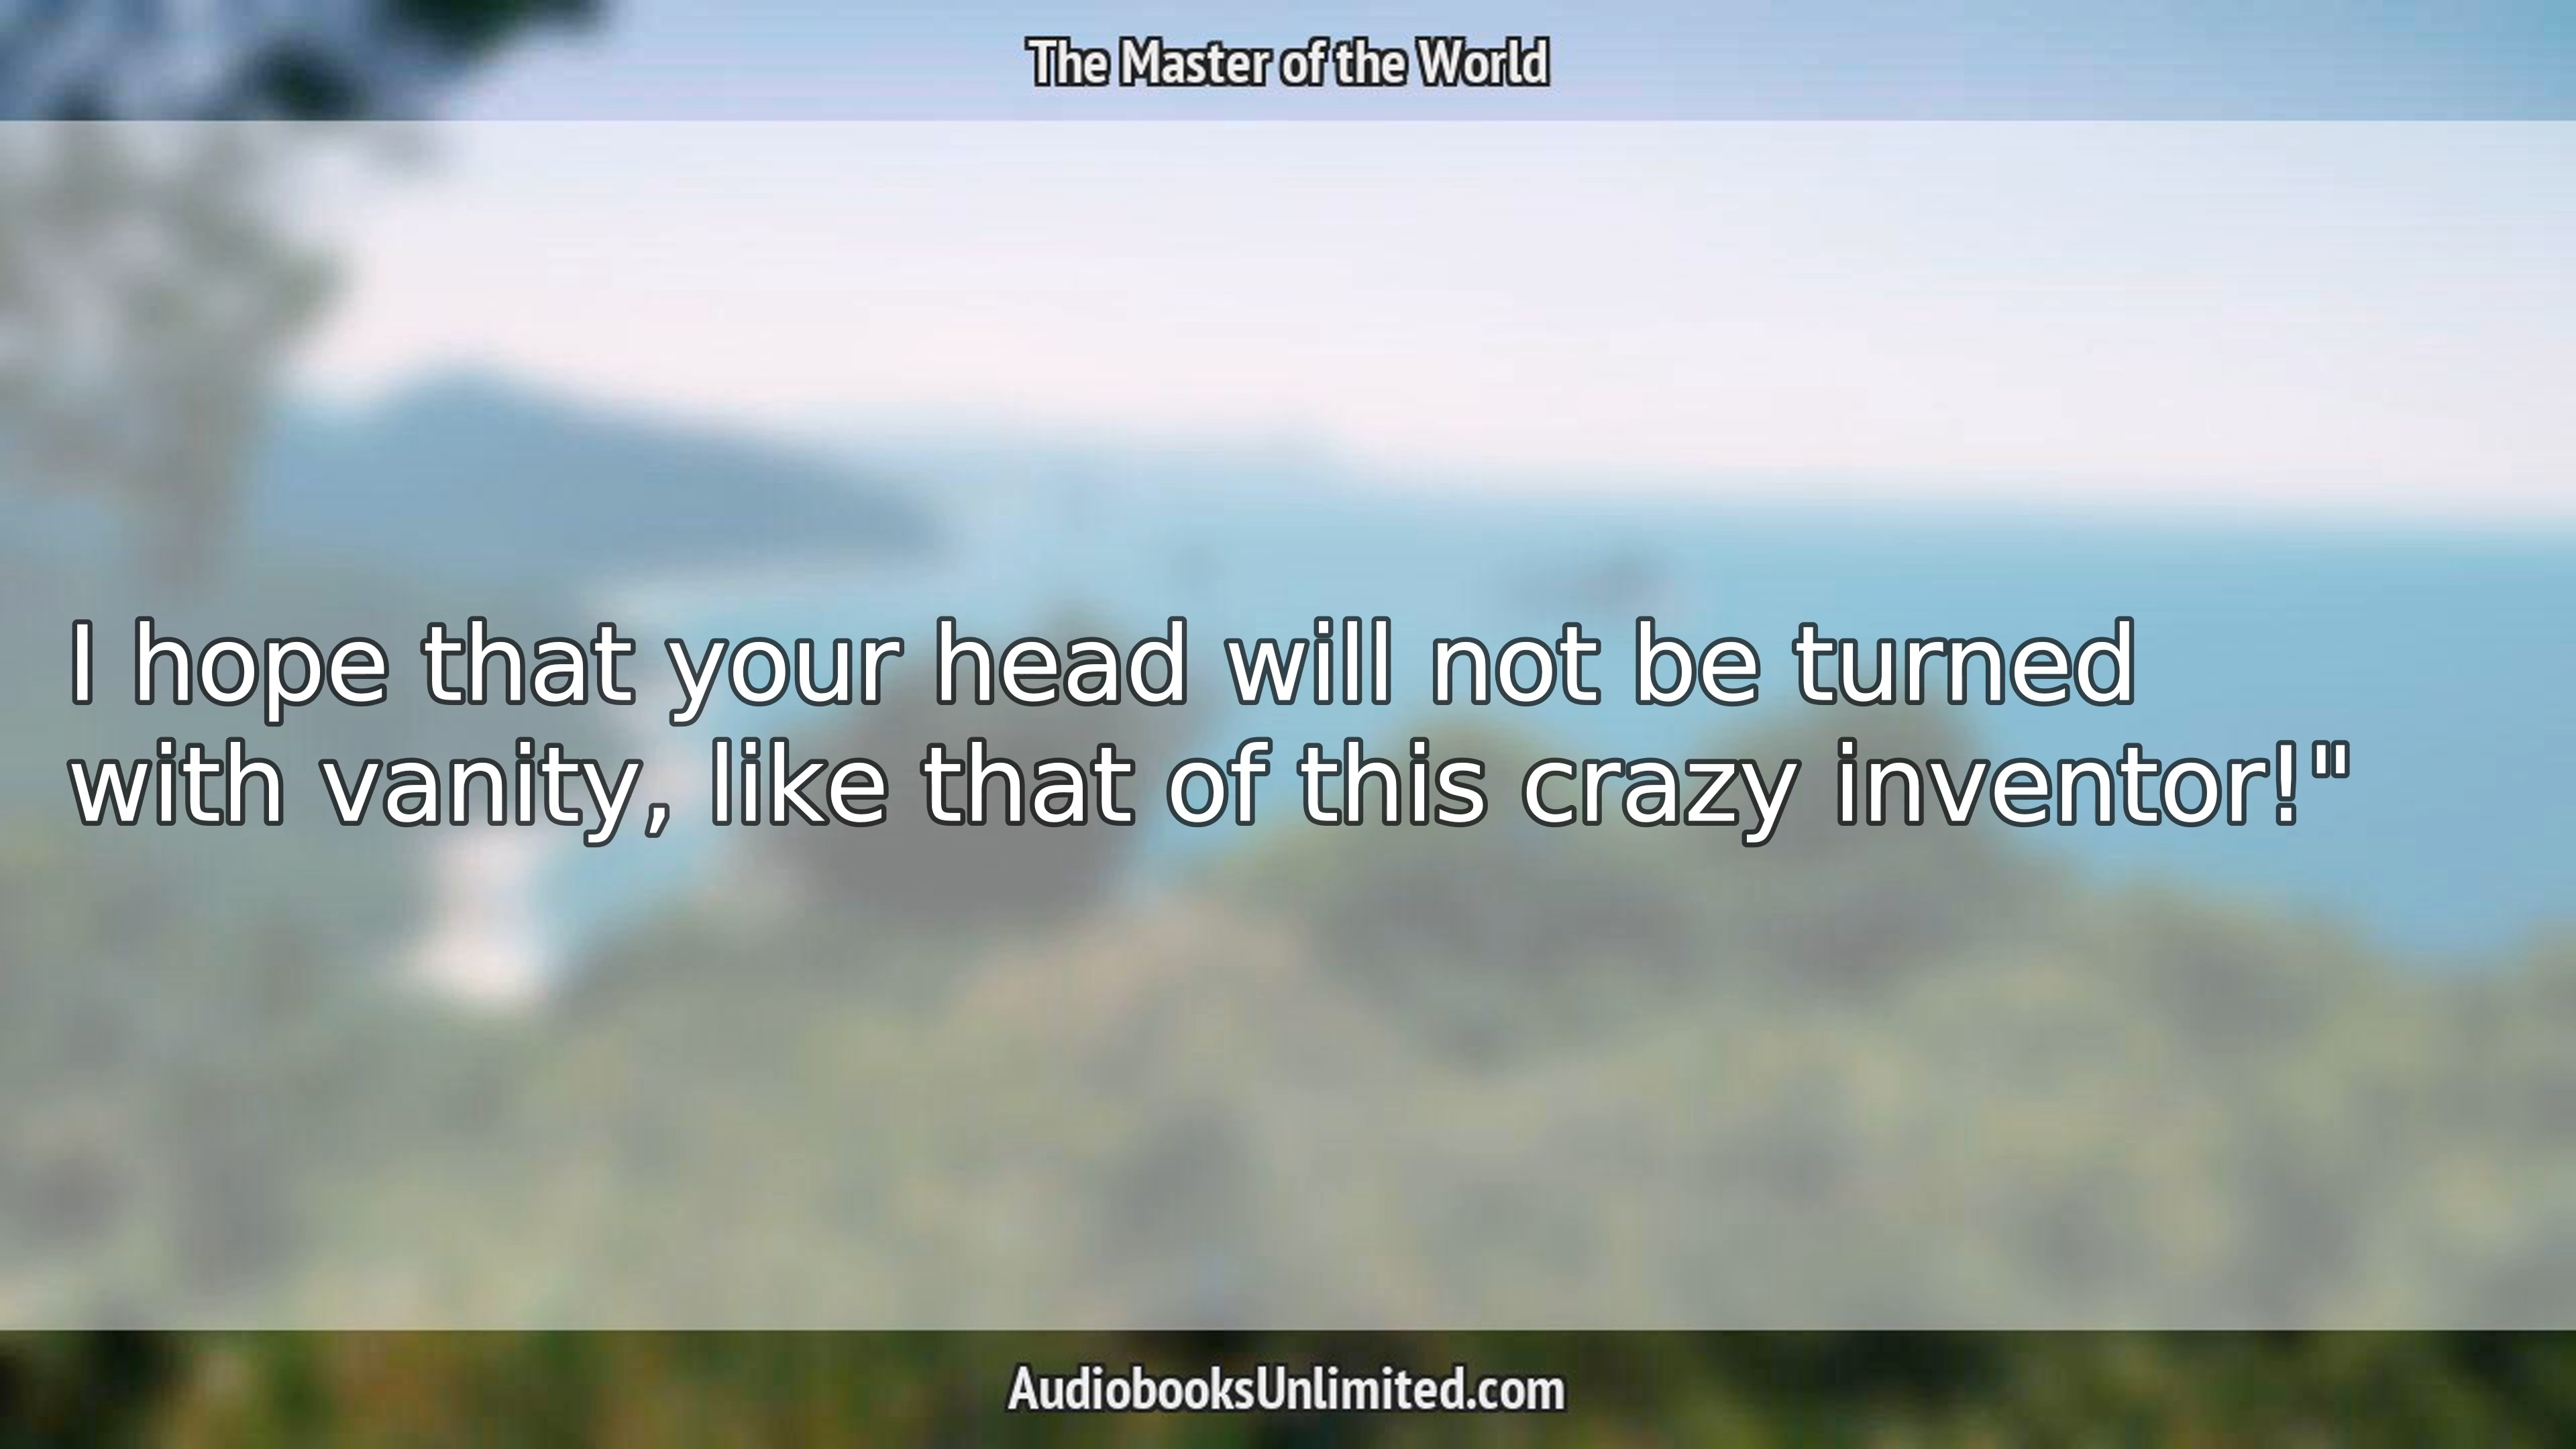 The Master of the World
I hope that your head will not be turned
with vanity, like that of this crazy inventor!"
AudiobooksUnlimited.com